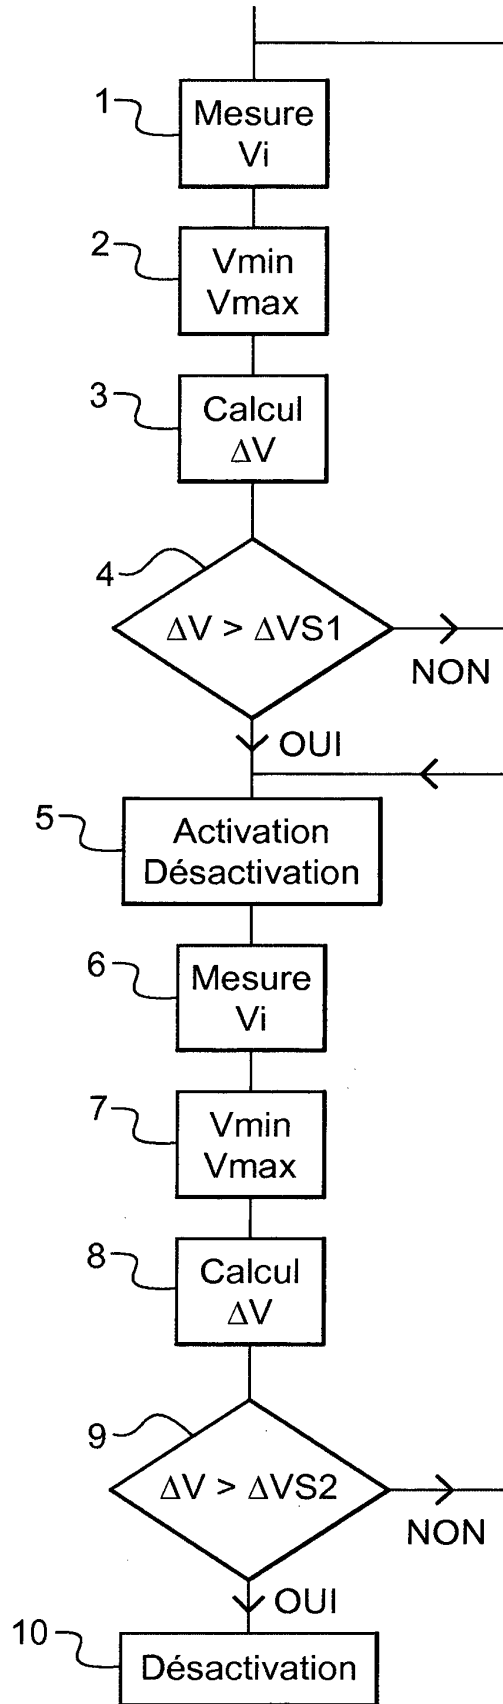 1
Mesure
Vi
2
Vmin
Vmax
3
Calcul
ΔV
4
ΔV > ΔVS1
NON
OUI
5
Activation
Désactivation
6
Mesure
Vi
7
Vmin
Vmax
8
Calcul
ΔV
9
ΔV > ΔVS2
NON
OUI
10
Désactivation